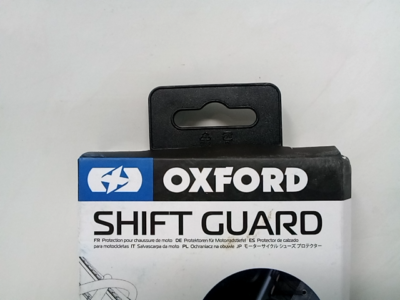 OXFORD
SHIFT GUARD
FR Protection pour chaussure de moto DE Protektoren für Motorradstiefel ES Protector de calzado
para motocicletas IT Salvascarpa da moto PL Ochraniacz na obuwie JP モーターサイクル シューズ プロテクター